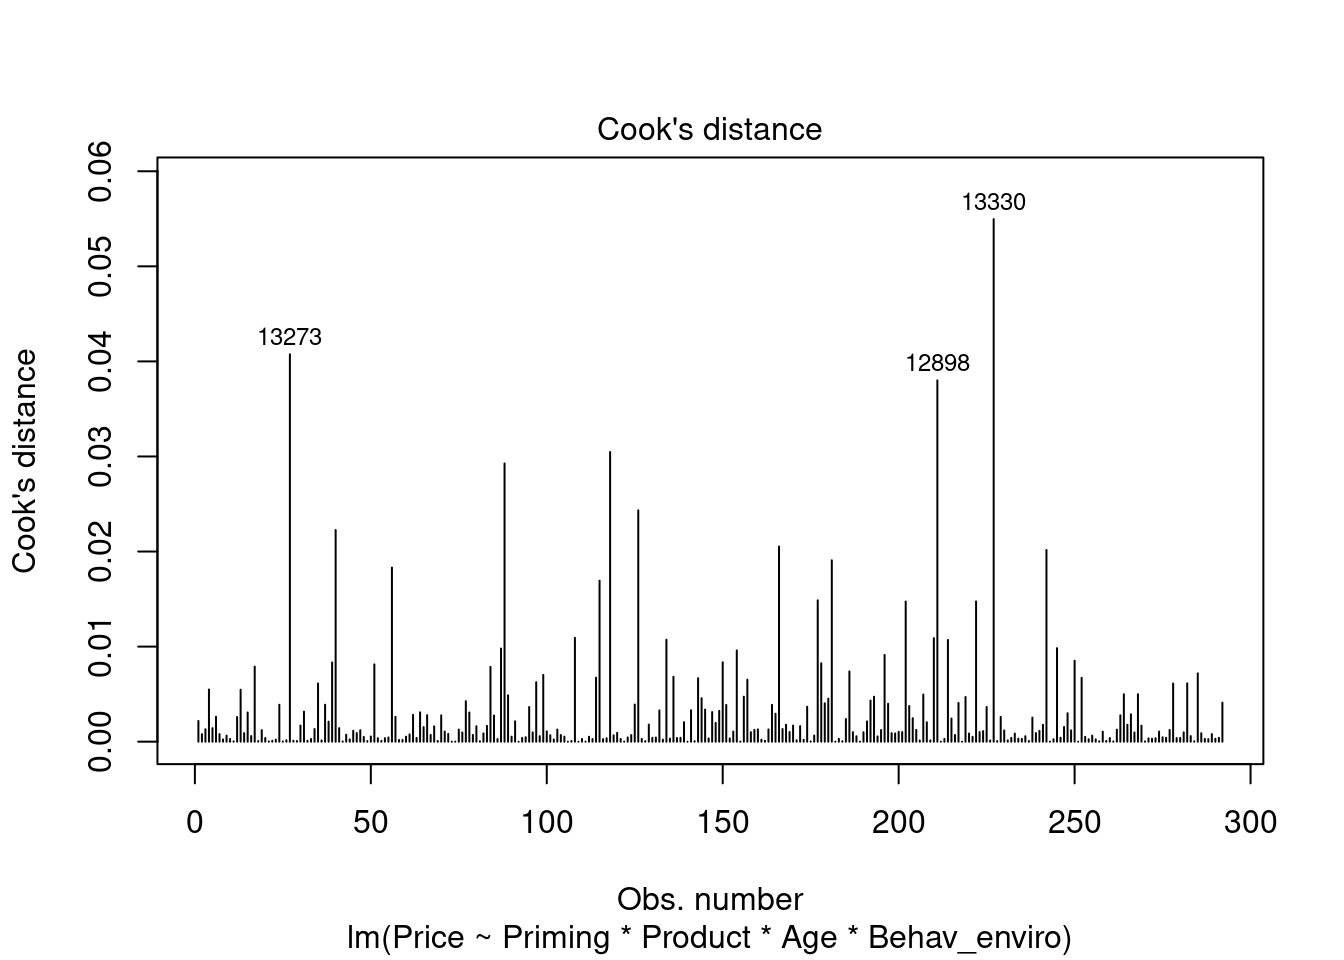 Cook's distance
0.06
0.05
0.04
0.03
0.02
0.01
0.00
Cook's distance
13273
12898
13330
0 50 100 150 200 250 300
Obs. number
lm(Price ~ Priming * Product * Age * Behav_enviro)